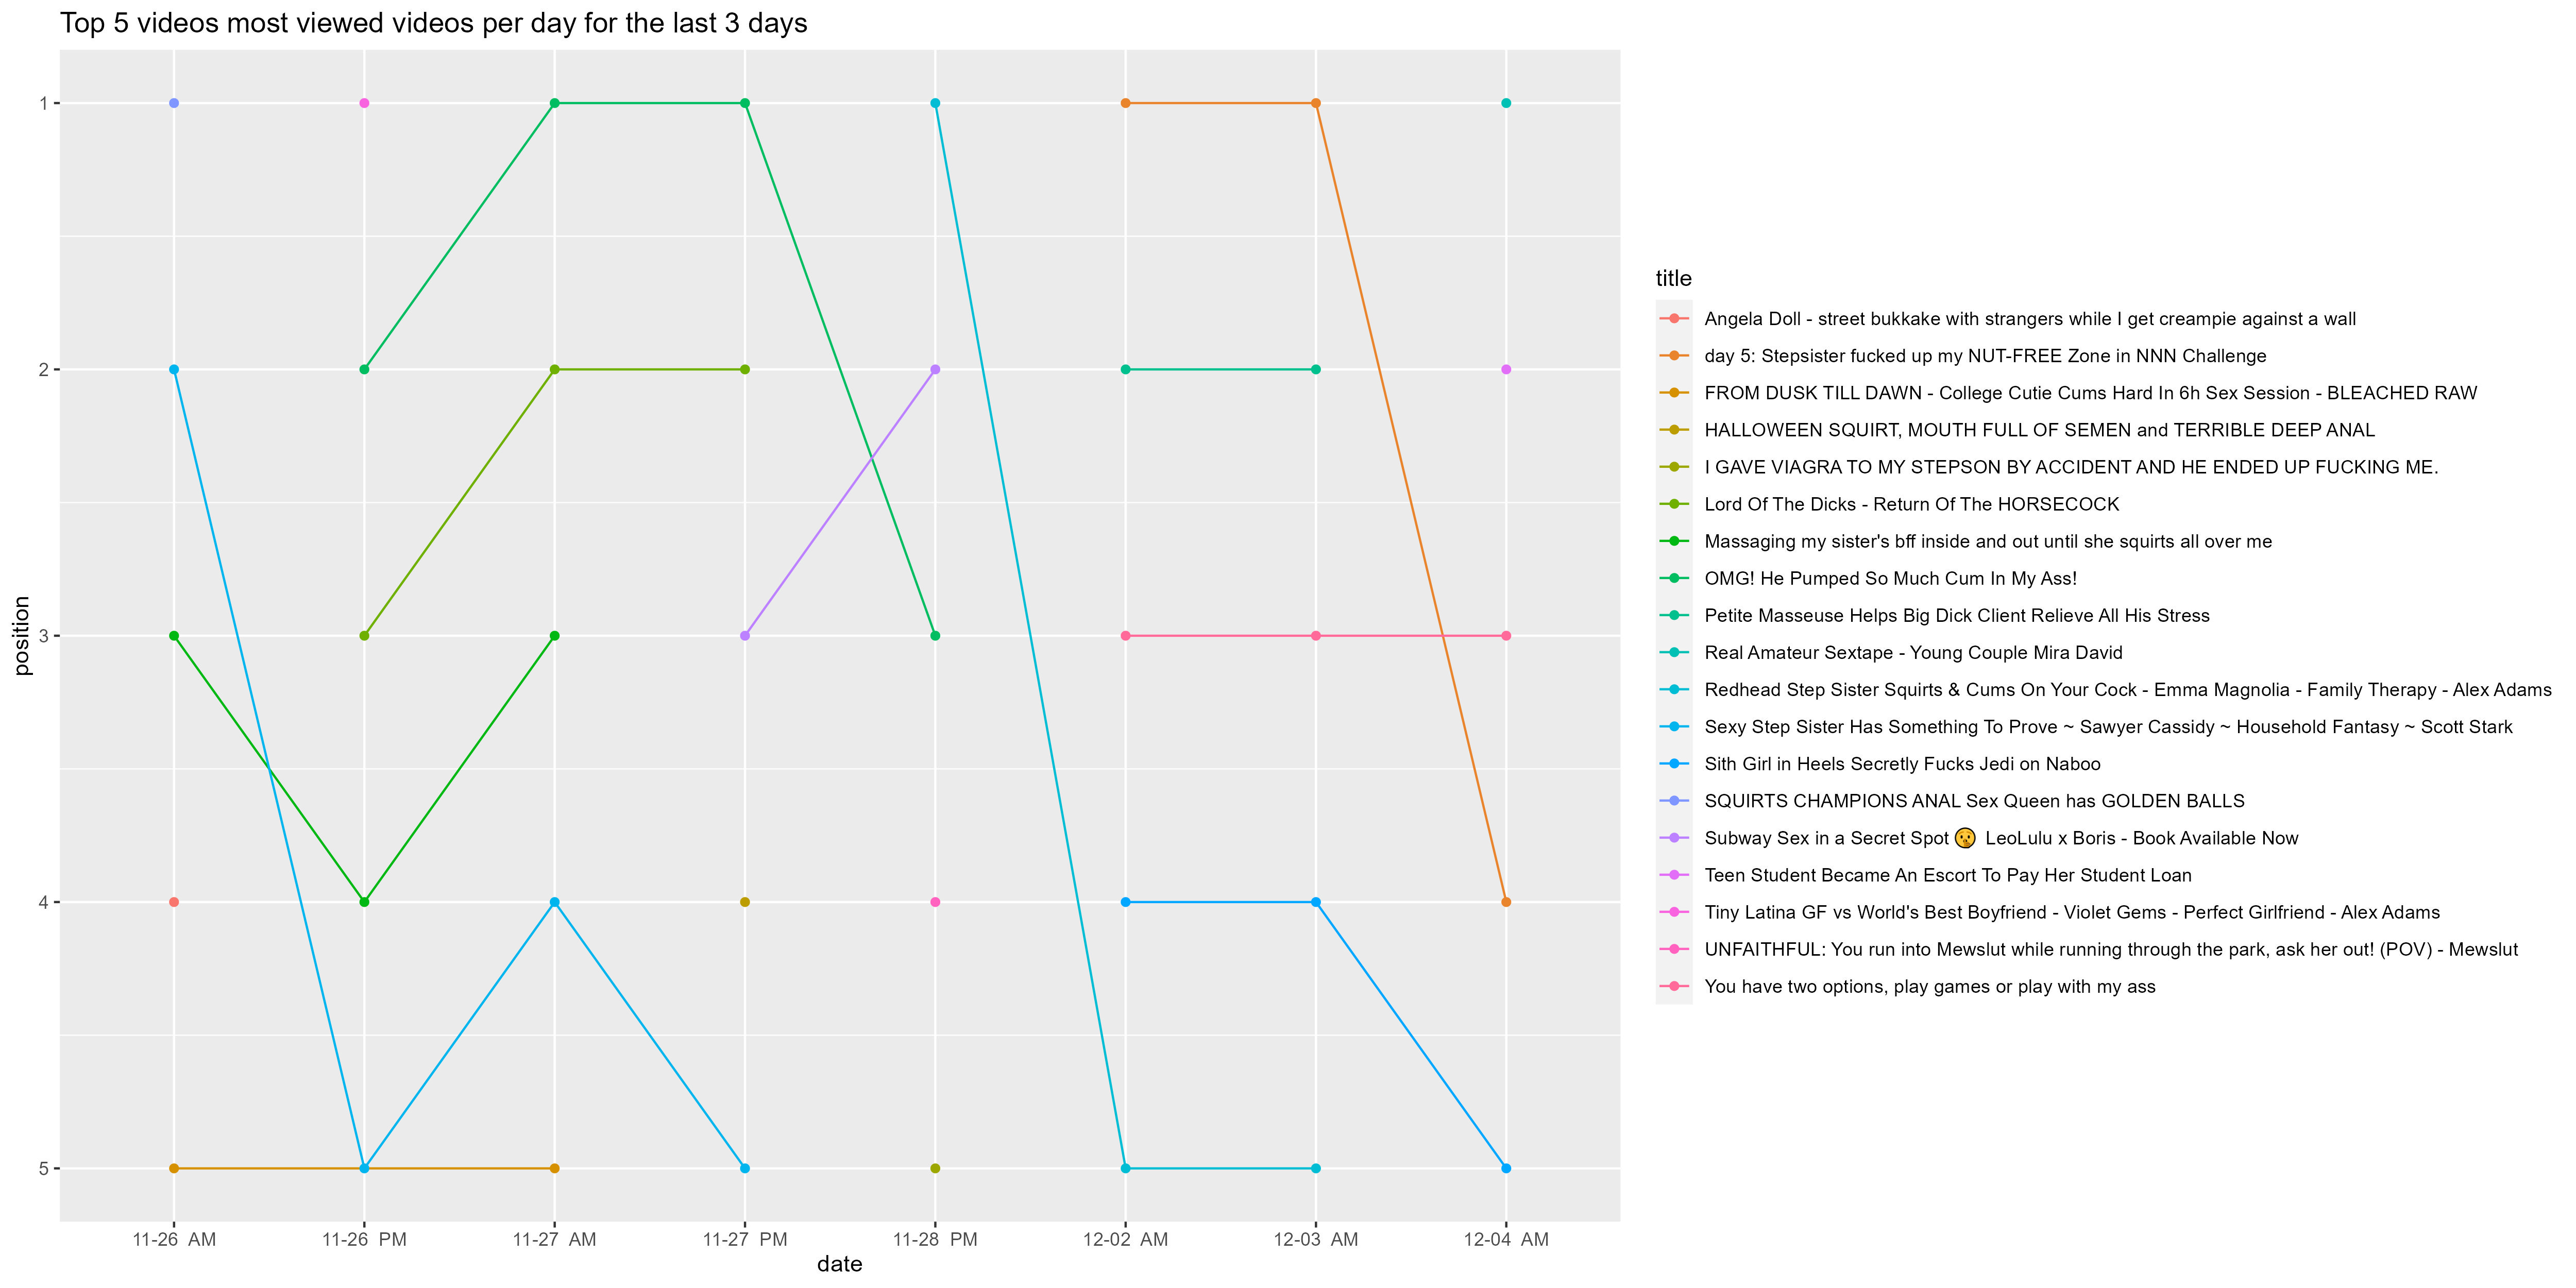 Top 5 videos most viewed videos per day for the last 3 days
position
1
2
3
4
5
11-26 AM
11-26 PM
11-27 AM
11-27 PM
11-28 PM
12-02 AM
12-03 AM
12-04 AM
date
title
Angela Doll - street bukkake with strangers while I get creampie against a wall
day 5: Stepsister fucked up my NUT-FREE Zone in NNN Challenge
FROM DUSK TILL DAWN - College Cutie Cums Hard In 6h Sex Session - BLEACHED RAW
HALLOWEEN SQUIRT, MOUTH FULL OF SEMEN and TERRIBLE DEEP ANAL
I GAVE VIAGRA TO MY STEPSON BY ACCIDENT AND HE ENDED UP FUCKING ME.
Lord Of The Dicks - Return Of The HORSECOCK
Massaging my sister's bff inside and out until she squirts all over me
OMG! He Pumped So Much Cum In My Ass!
Petite Masseuse Helps Big Dick Client Relieve All His Stress
Real Amateur Sextape - Young Couple Mira David
Redhead Step Sister Squirts & Cums On Your Cock - Emma Magnolia - Family Therapy - Alex Adams
Sexy Step Sister Has Something To Prove ~ Sawyer Cassidy ~ Household Fantasy ~ Scott Stark
Sith Girl in Heels Secretly Fucks Jedi on Naboo
SQUIRTS CHAMPIONS ANAL Sex Queen has GOLDEN BALLS
Subway Sex in a Secret Spot 🤫 LeoLulu x Boris - Book Available Now
Teen Student Became An Escort To Pay Her Student Loan
Tiny Latina GF vs World's Best Boyfriend - Violet Gems - Perfect Girlfriend - Alex Adams
UNFAITHFUL: You run into Mewslut while running through the park, ask her out! (POV) - Mewslut
You have two options, play games or play with my ass